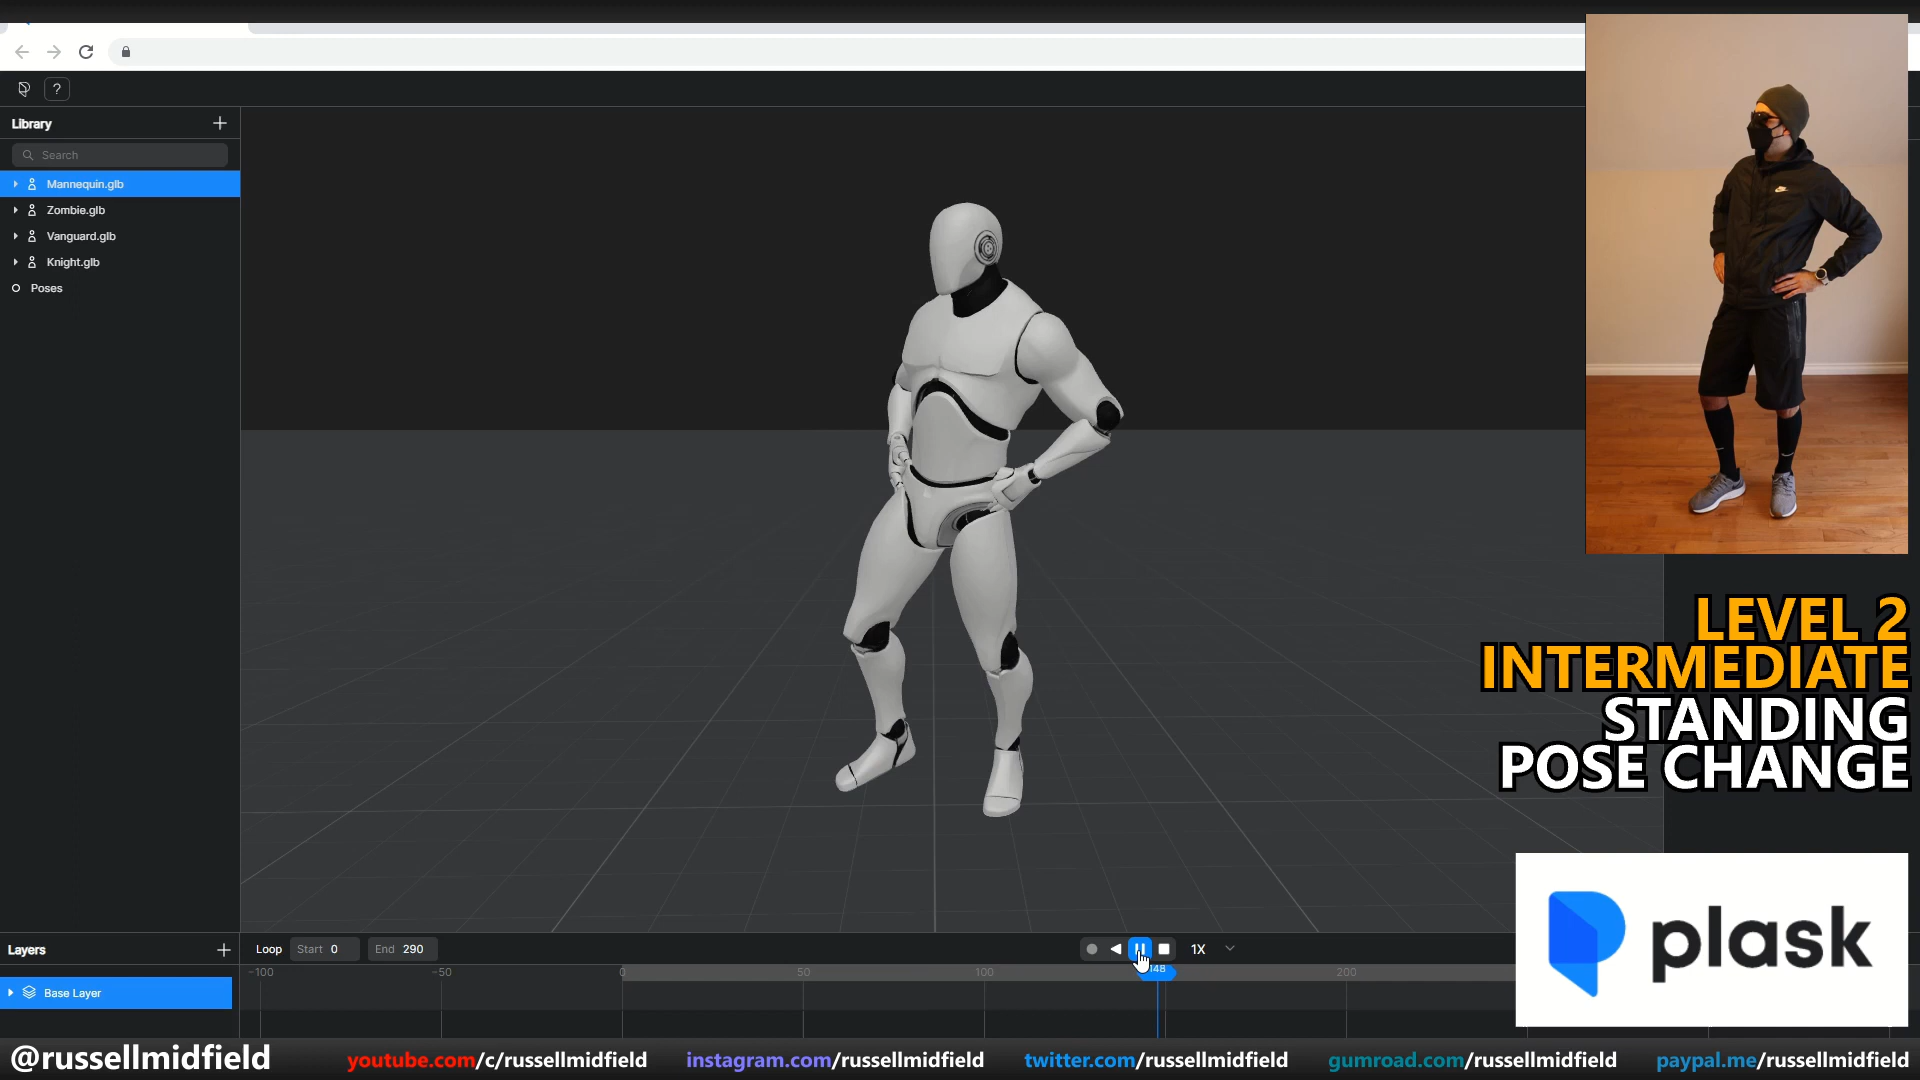 ?
Library
Search
Mannequin.glb
Zombie.glb
Vanguard.glb
Knight.glb
Poses
LEVEL 2
INTERMEDIATE
STANDING
POSE CHANGE
plask
Layers
Loop Start 0 End 290 1X
-100 -50 0 50 100 148 200
Base Layer
@russellmidfield youtube.com/c/russellmidfield instagram.com/russellmidfield twitter.com/russellmidfield gumroad.com/russellmidfield paypal.me/russellmidfield